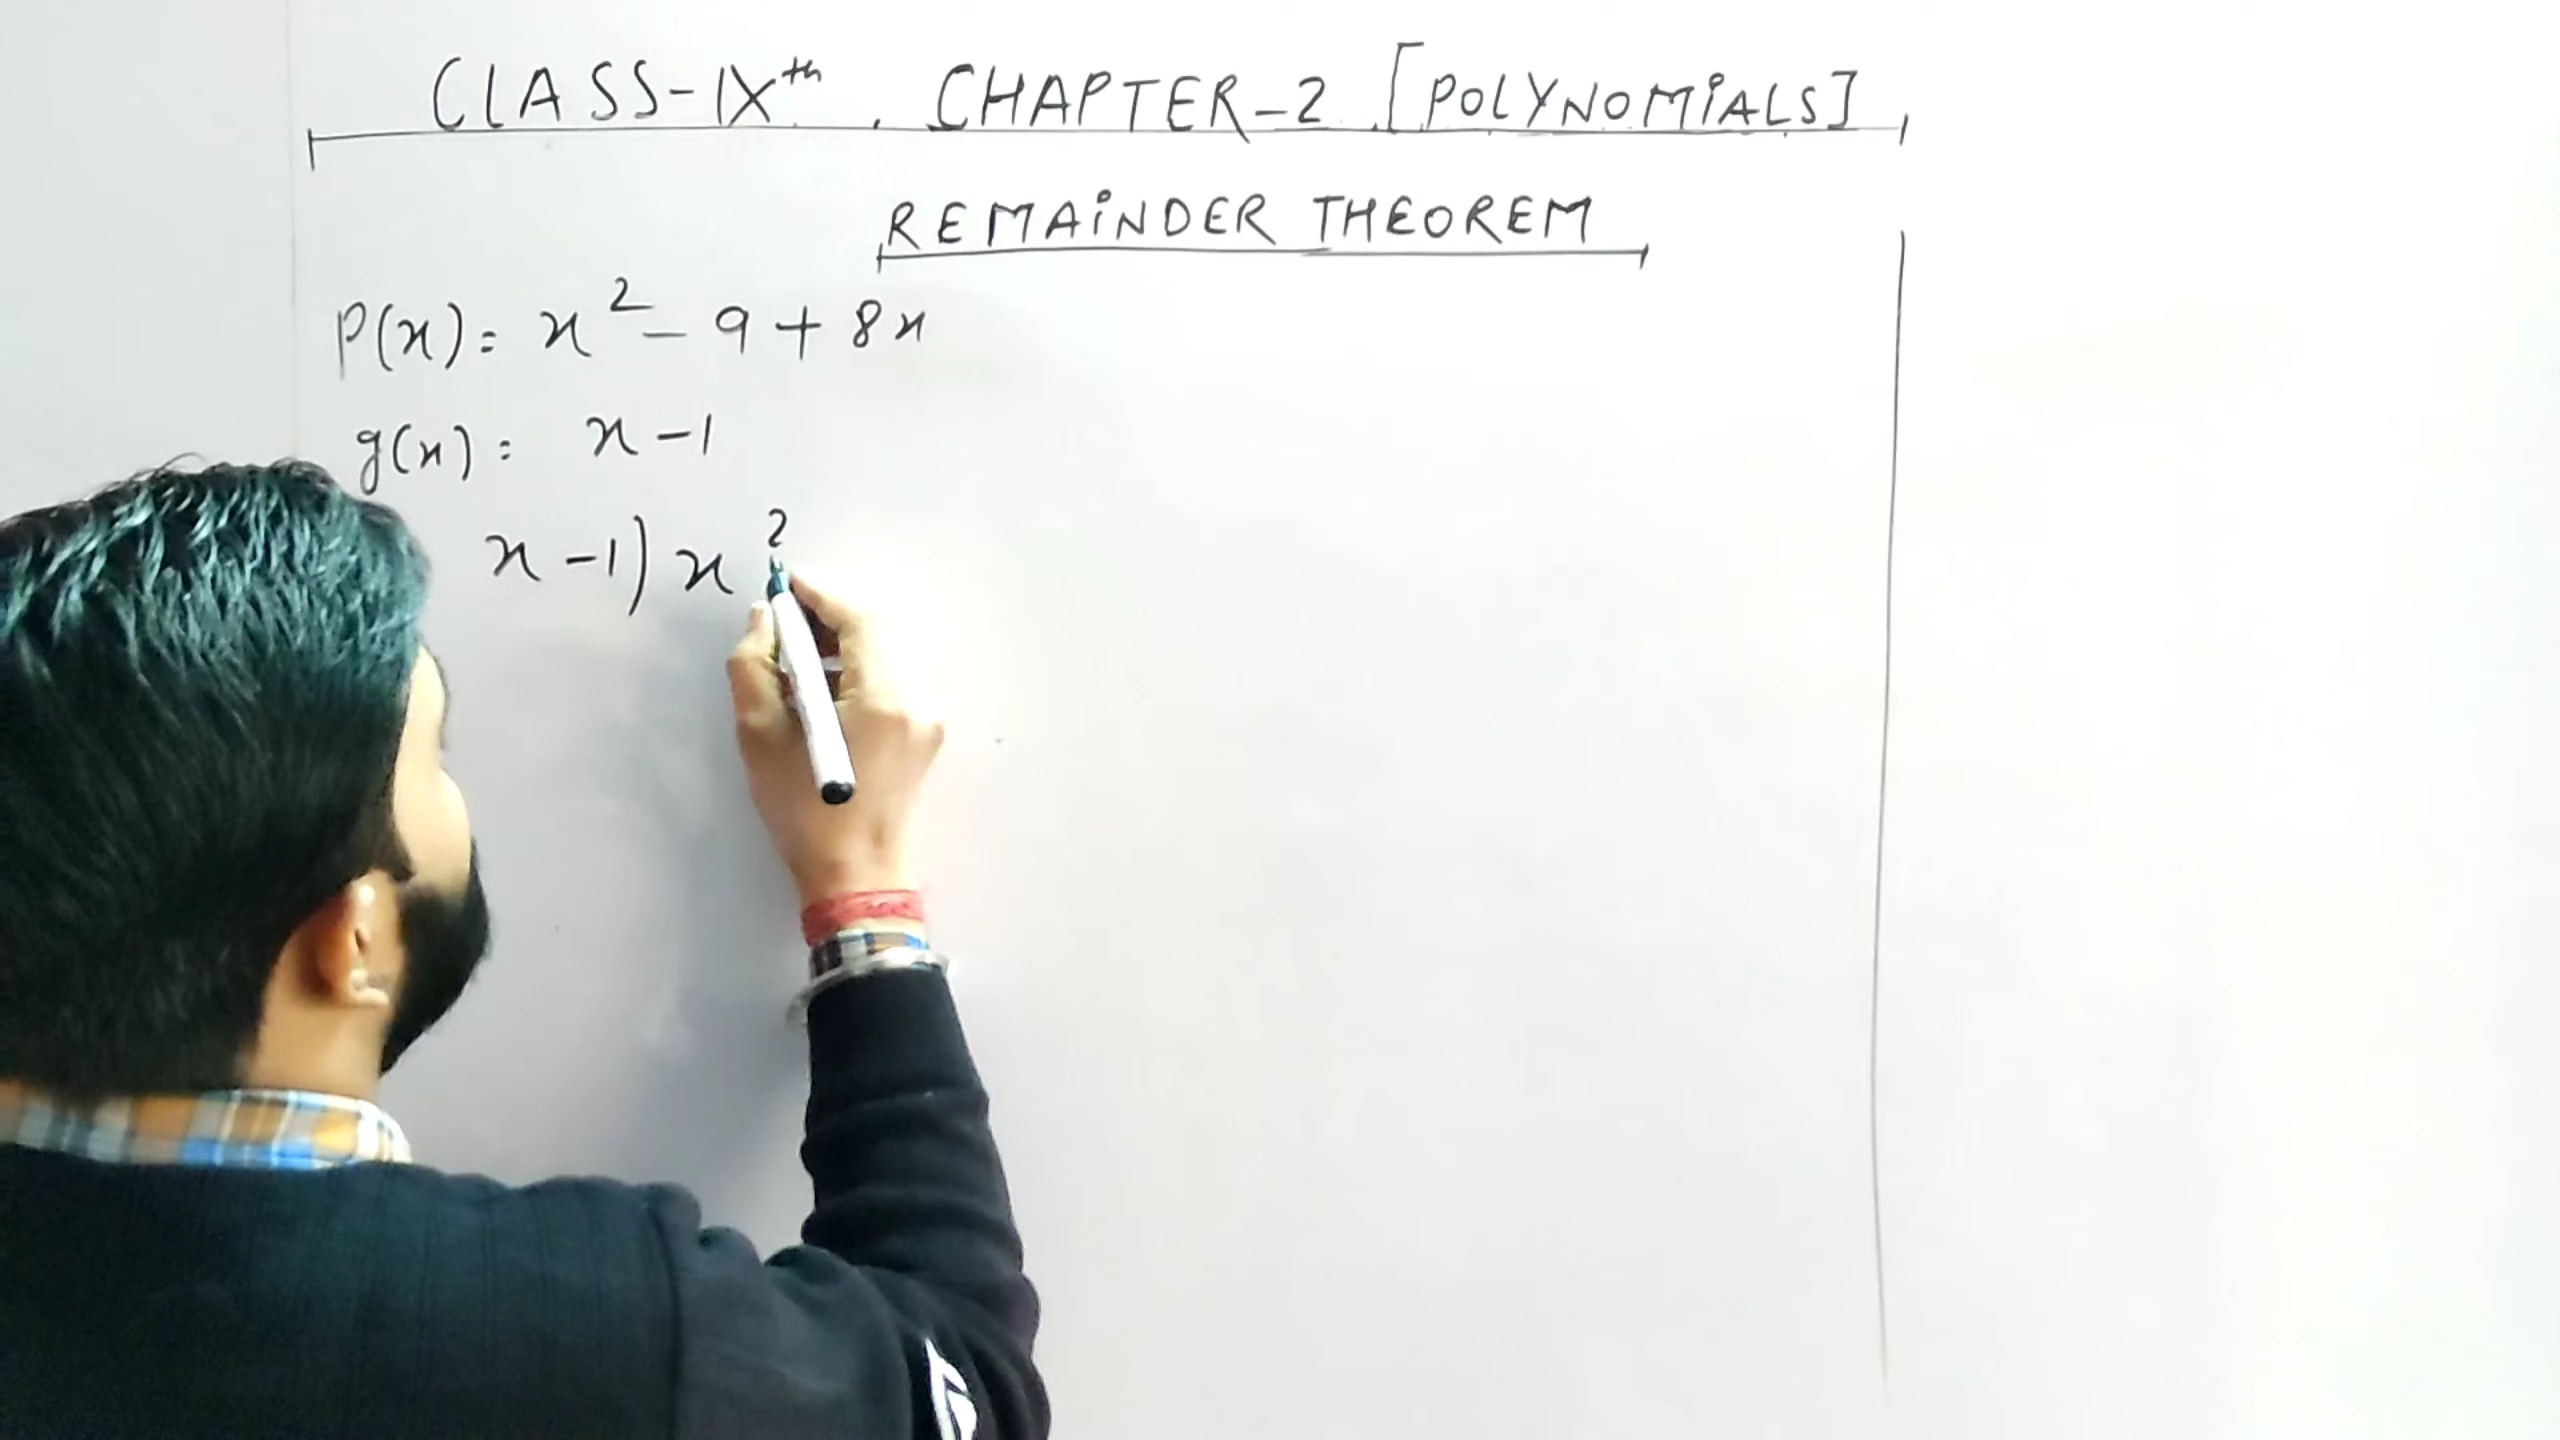 CLASS-IXth, CHAPTER-2 [POLYNOMIALS]
REMAINDER THEOREM
P(x) = x² - 9 + 8x
g(x) = x - 1
x - 1) x²